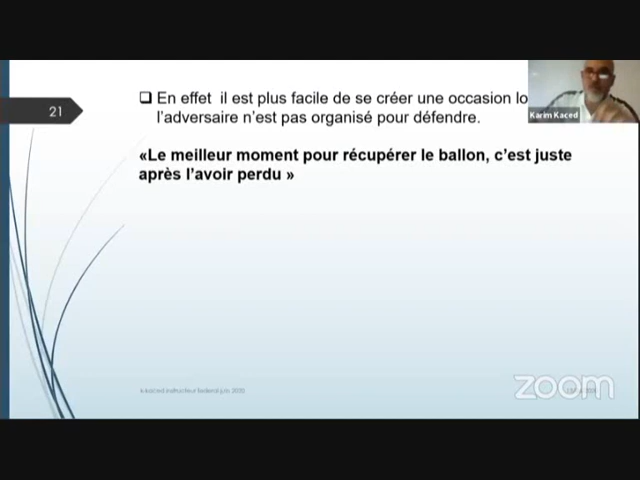 21
❑ En effet il est plus facile de se créer une occasion lo
l’adversaire n’est pas organisé pour défendre.
Karim Kaced
«Le meilleur moment pour récupérer le ballon, c’est juste
après l’avoir perdu »
zoom